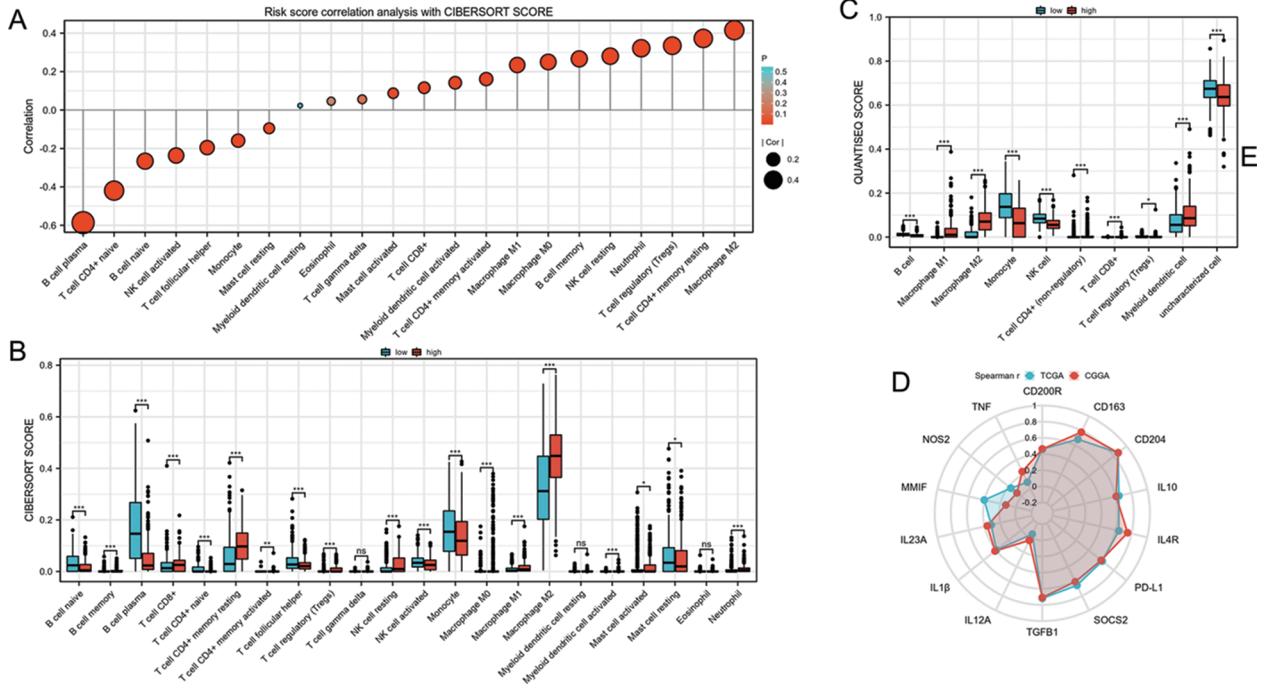 A
Risk score correlation analysis with CIBERSORT SCORE
Correlation
0.4
0.2
0.0
-0.2
-0.4
-0.6
B cell plasma
T cell CD4+ naive
B cell naive
NK cell activated
T cell follicular helper
Monocyte
Mast cell resting
Myeloid dendritic cell resting
Eosinophil
T cell gamma delta
Mast cell activated
T cell CD8+
Myeloid dendritic cell activated
T cell CD4+ memory activated
Macrophage M1
Macrophage M0
B cell memory
NK cell resting
Neutrophil
T cell regulatory (Tregs)
T cell CD4+ memory resting
Macrophage M2
P
0.5
0.4
0.3
0.2
0.1
| Cor |
0.2
0.4
B
low high
CIBERSORT SCORE
0.8
0.6
0.4
0.2
0.0
***
***
***
***
***
***
**
***
***
ns
***
***
***
***
***
***
ns
***
*
*
ns
***
B cell naive
B cell memory
B cell plasma
T cell CD8+
T cell CD4+ naive
T cell CD4+ memory resting
T cell CD4+ memory activated
T cell follicular helper
T cell regulatory (Tregs)
T cell gamma delta
NK cell resting
NK cell activated
Monocyte
Macrophage M0
Macrophage M1
Macrophage M2
Myeloid dendritic cell resting
Myeloid dendritic cell activated
Mast cell activated
Mast cell resting
Eosinophil
Neutrophil
C
low high
QUANTISEQ SCORE
1.0
0.8
0.6
0.4
0.2
0.0
***
***
***
***
***
***
***
*
***
***
B cell
Macrophage M1
Macrophage M2
Monocyte
NK cell
T cell CD4+ (non-regulatory)
T cell CD8+
T cell regulatory (Tregs)
Myeloid dendritic cell
uncharacterized cell
E
D
Spearman r TCGA CGGA
CD200R
CD163
CD204
IL10
IL4R
PD-L1
SOCS2
TGFB1
IL12A
IL1β
IL23A
MMIF
NOS2
TNF
1
0.8
0.6
0.4
0.2
0
-0.2